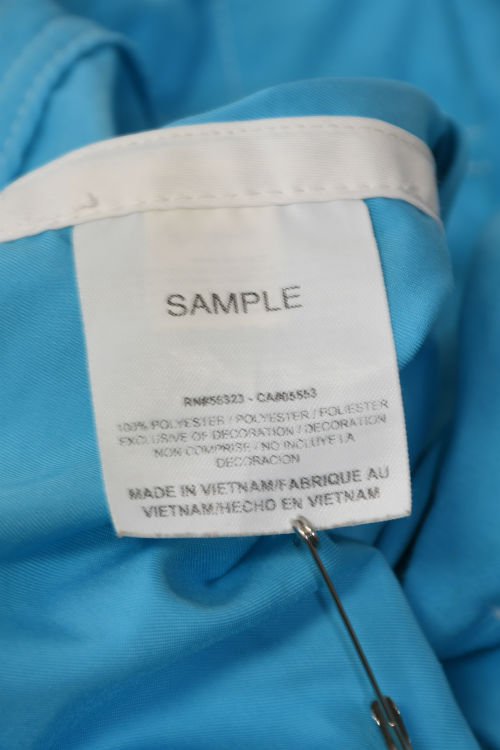 SAMPLE
RN#56323 - CA#05553
100% POLYESTER / POLYESTER / POLIESTER
EXCLUSIVE OF DECORATION / DECORATION
NON COMPRISE / NO INCLUYE LA
DECORACION
MADE IN VIETNAM/FABRIQUE AU
VIETNAM/HECHO EN VIETNAM